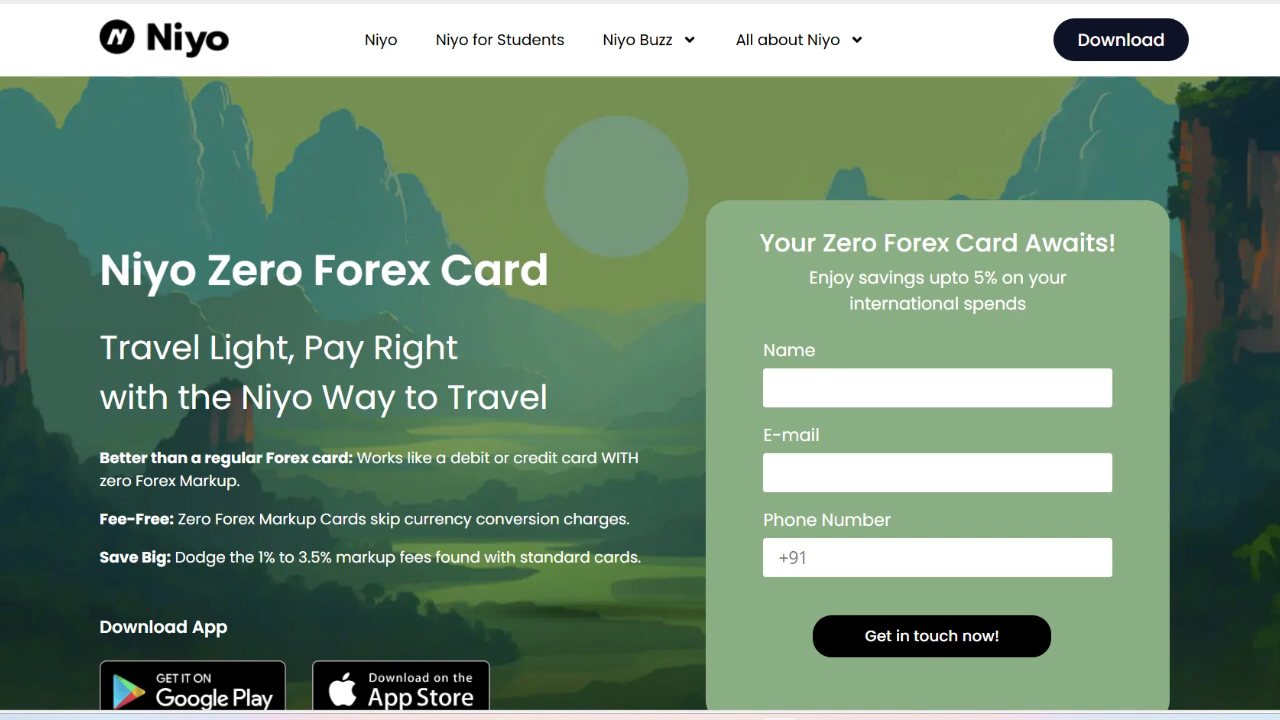 Niyo
Niyo
Niyo for Students
Niyo Buzz
All about Niyo
Download
Niyo Zero Forex Card
Travel Light, Pay Right
with the Niyo Way to Travel
Better than a regular Forex card: Works like a debit or credit card WITH
zero Forex Markup.
Fee-Free: Zero Forex Markup Cards skip currency conversion charges.
Save Big: Dodge the 1% to 3.5% markup fees found with standard cards.
Download App
GET IT ON
Google Play
Download on the
App Store
Your Zero Forex Card Awaits!
Enjoy savings upto 5% on your
international spends
Name
E-mail
Phone Number
+91
Get in touch now!